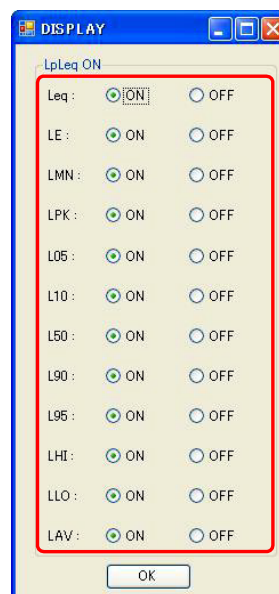 DISPLAY
LpLeq ON
Leq : ON OFF
LE : ON OFF
LMN : ON OFF
LPK : ON OFF
L05 : ON OFF
L10 : ON OFF
L50 : ON OFF
L90 : ON OFF
L95 : ON OFF
LHI : ON OFF
LLO : ON OFF
LAV : ON OFF
OK